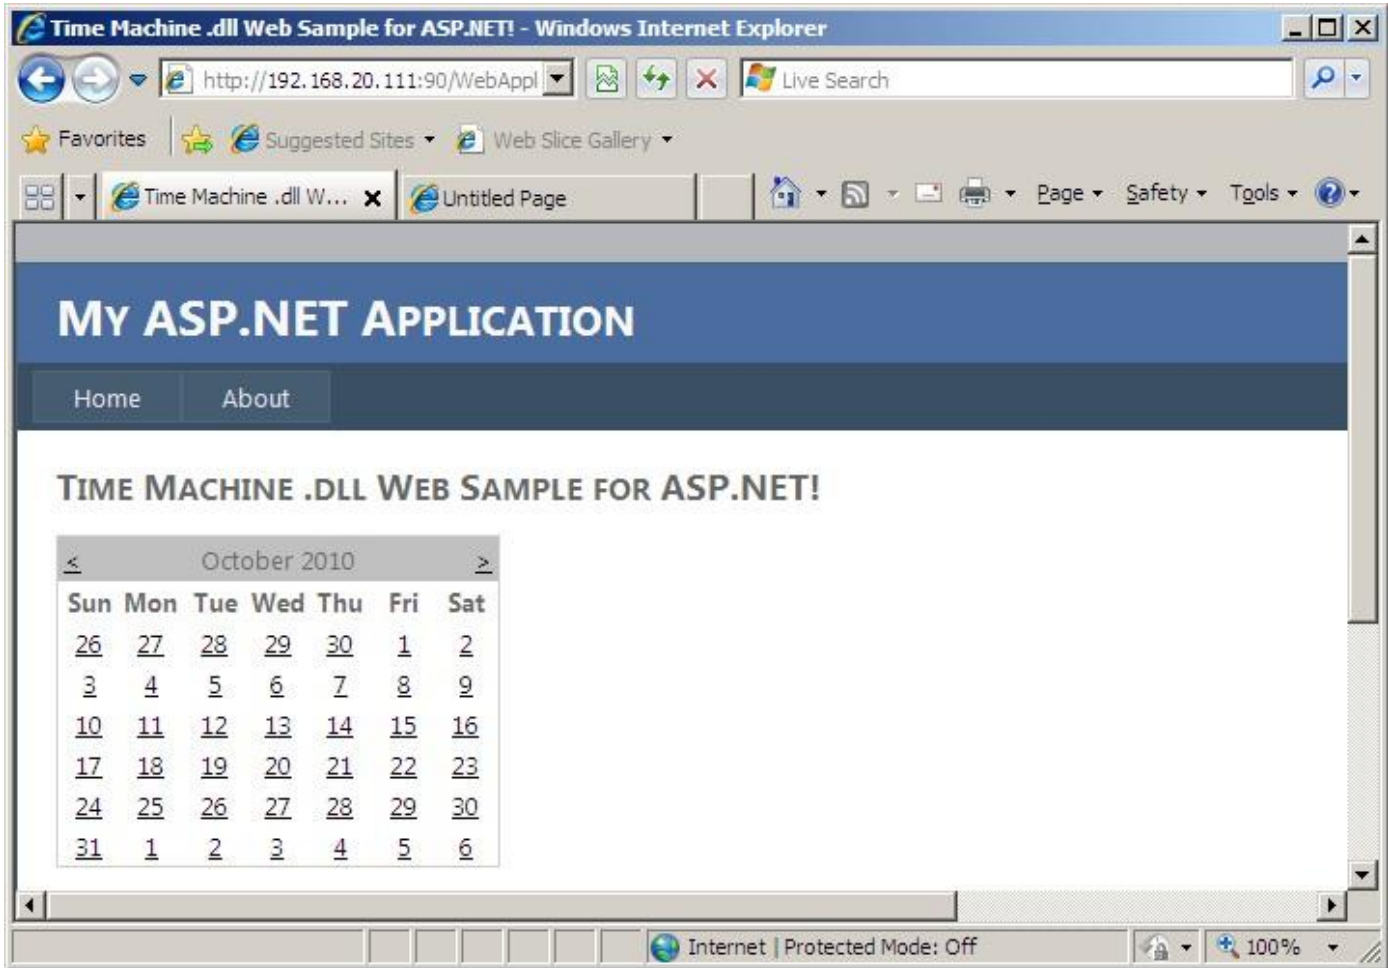 Time Machine .dll Web Sample for ASP.NET! - Windows Internet Explorer
http://192.168.20.111:90/WebAppl Live Search
Favorites Suggested Sites Web Slice Gallery
Time Machine .dll W... Untitled Page Page Safety Tools
MY ASP.NET APPLICATION
Home About
TIME MACHINE .DLL WEB SAMPLE FOR ASP.NET!
< October 2010 >
Sun Mon Tue Wed Thu Fri Sat
26 27 28 29 30 1 2
3 4 5 6 7 8 9
10 11 12 13 14 15 16
17 18 19 20 21 22 23
24 25 26 27 28 29 30
31 1 2 3 4 5 6
Internet | Protected Mode: Off 100%